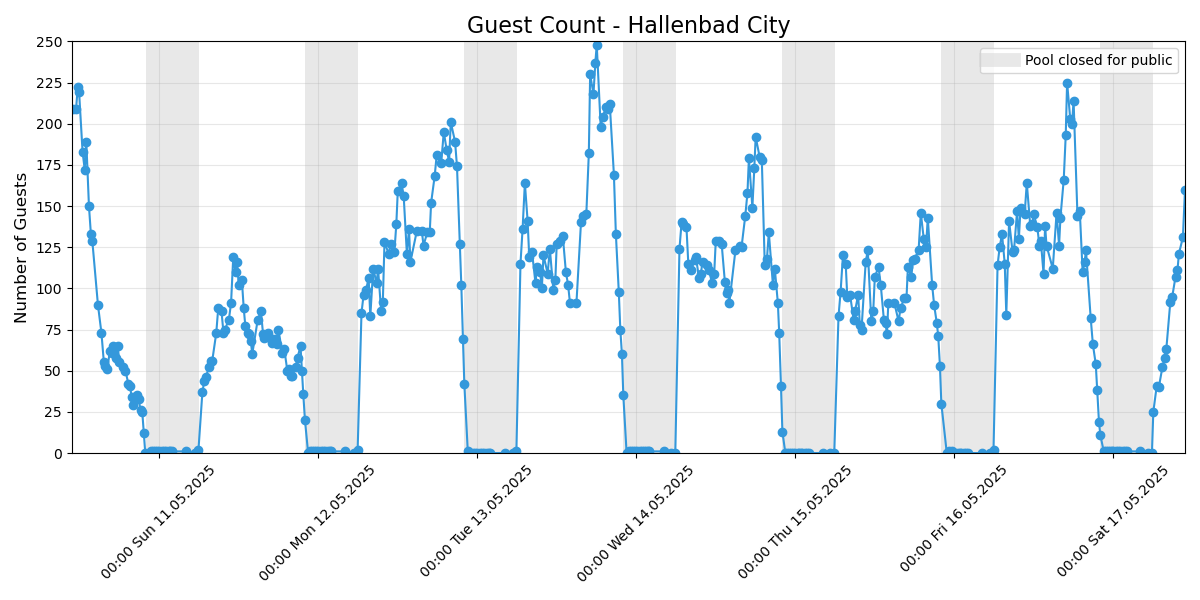 Guest Count - Hallenbad City
Pool closed for public
Number of Guests
250
225
200
175
150
125
100
75
50
25
0
00:00 Sun 11.05.2025
00:00 Mon 12.05.2025
00:00 Tue 13.05.2025
00:00 Wed 14.05.2025
00:00 Thu 15.05.2025
00:00 Fri 16.05.2025
00:00 Sat 17.05.2025